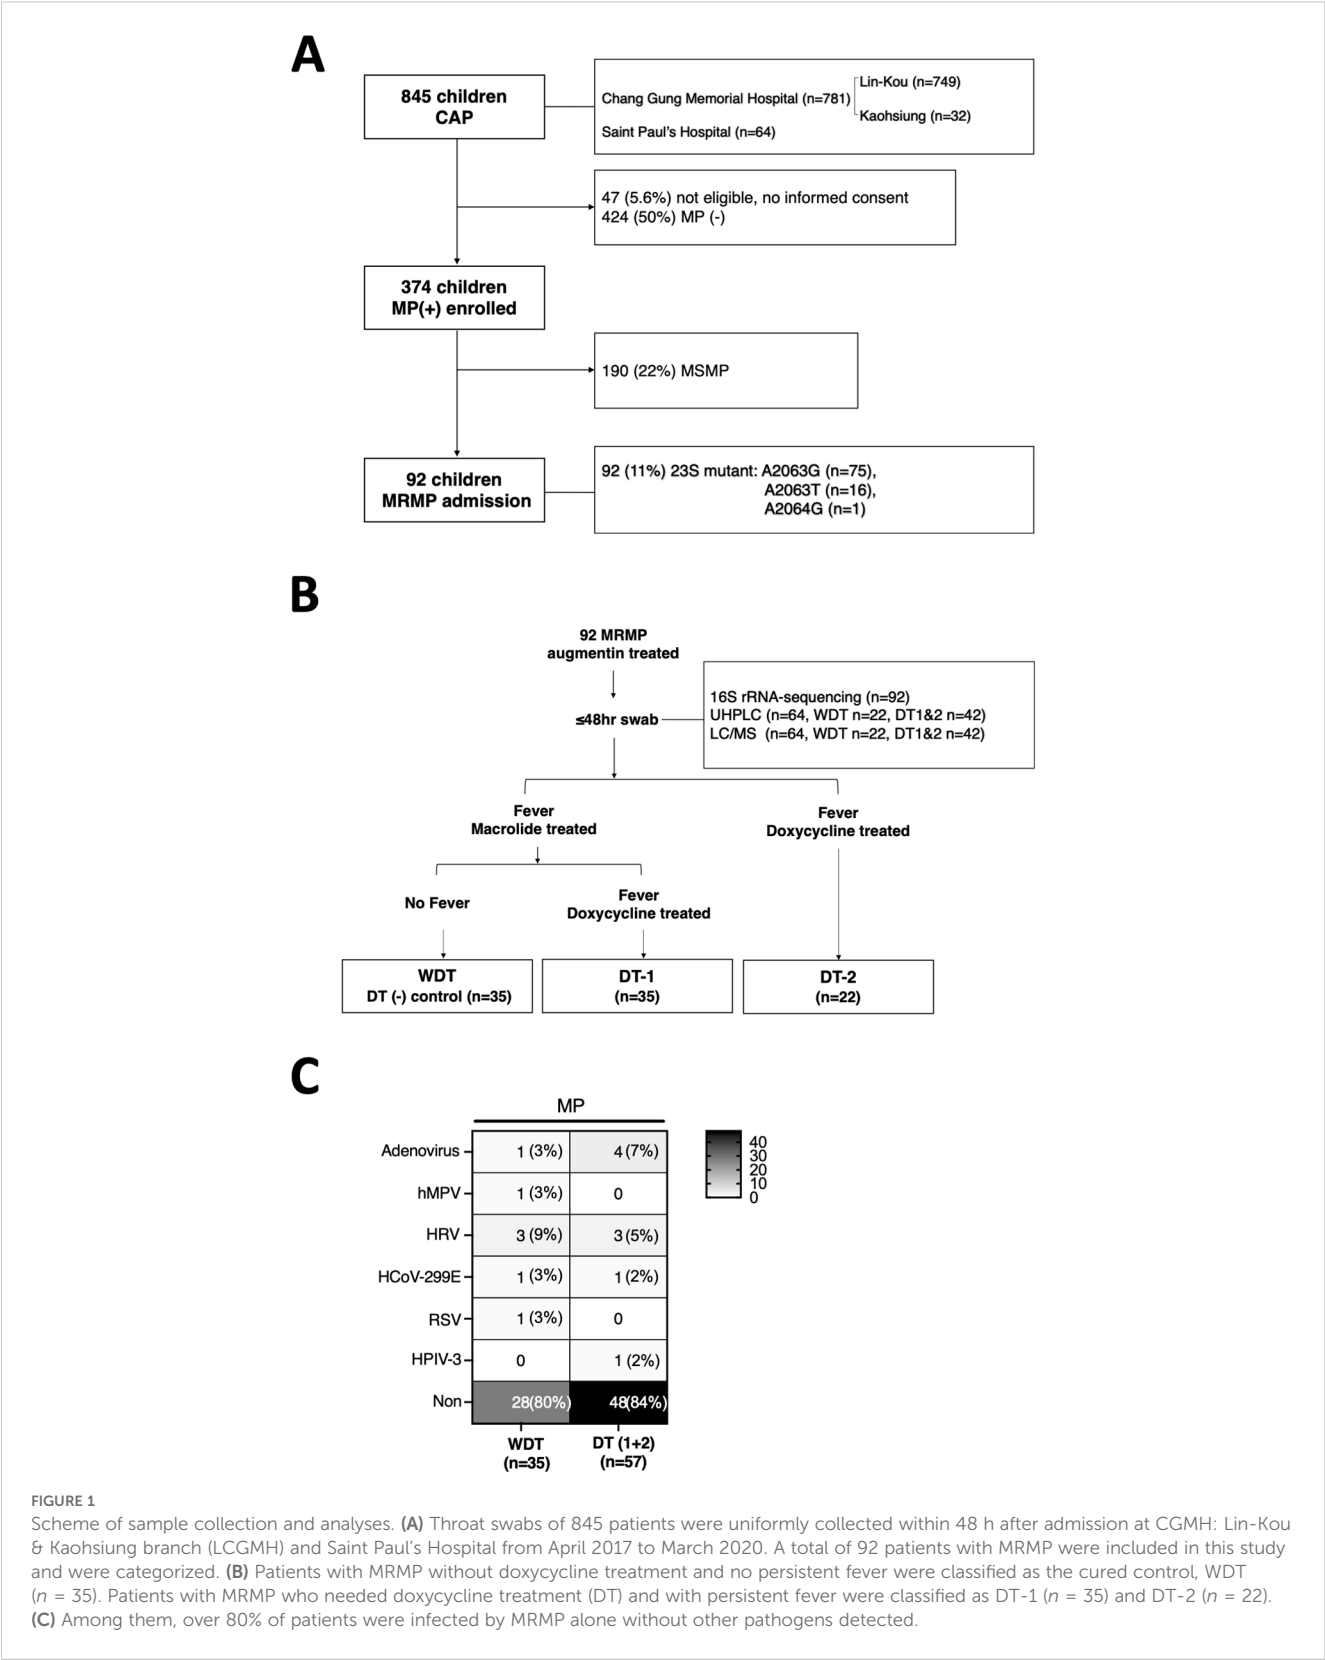 A
845 children
CAP
Chang Gung Memorial Hospital (n=781)
Lin-Kou (n=749)
Kaohsiung (n=32)
Saint Paul's Hospital (n=64)
47 (5.6%) not eligible, no informed consent
424 (50%) MP (-)
374 children
MP(+) enrolled
190 (22%) MSMP
92 children
MRMP admission
92 (11%) 23S mutant: A2063G (n=75),
A2063T (n=16),
A2064G (n=1)
B
92 MRMP
augmentin treated
≤48hr swab
16S rRNA-sequencing (n=92)
UHPLC (n=64, WDT n=22, DT1&2 n=42)
LC/MS (n=64, WDT n=22, DT1&2 n=42)
Fever
Macrolide treated
Fever
Doxycycline treated
No Fever
Fever
Doxycycline treated
WDT
DT (-) control (n=35)
DT-1
(n=35)
DT-2
(n=22)
C
MP
Adenovirus 1 (3%) 4 (7%)
hMPV 1 (3%) 0
HRV 3 (9%) 3 (5%)
HCoV-299E 1 (3%) 1 (2%)
RSV 1 (3%) 0
HPIV-3 0 1 (2%)
Non 28(80%) 48(84%)
WDT
(n=35)
DT (1+2)
(n=57)
40
30
20
10
0
FIGURE 1
Scheme of sample collection and analyses. (A) Throat swabs of 845 patients were uniformly collected within 48 h after admission at CGMH: Lin-Kou
& Kaohsiung branch (LCGMH) and Saint Paul's Hospital from April 2017 to March 2020. A total of 92 patients with MRMP were included in this study
and were categorized. (B) Patients with MRMP without doxycycline treatment and no persistent fever were classified as the cured control, WDT
(n = 35). Patients with MRMP who needed doxycycline treatment (DT) and with persistent fever were classified as DT-1 (n = 35) and DT-2 (n = 22).
(C) Among them, over 80% of patients were infected by MRMP alone without other pathogens detected.